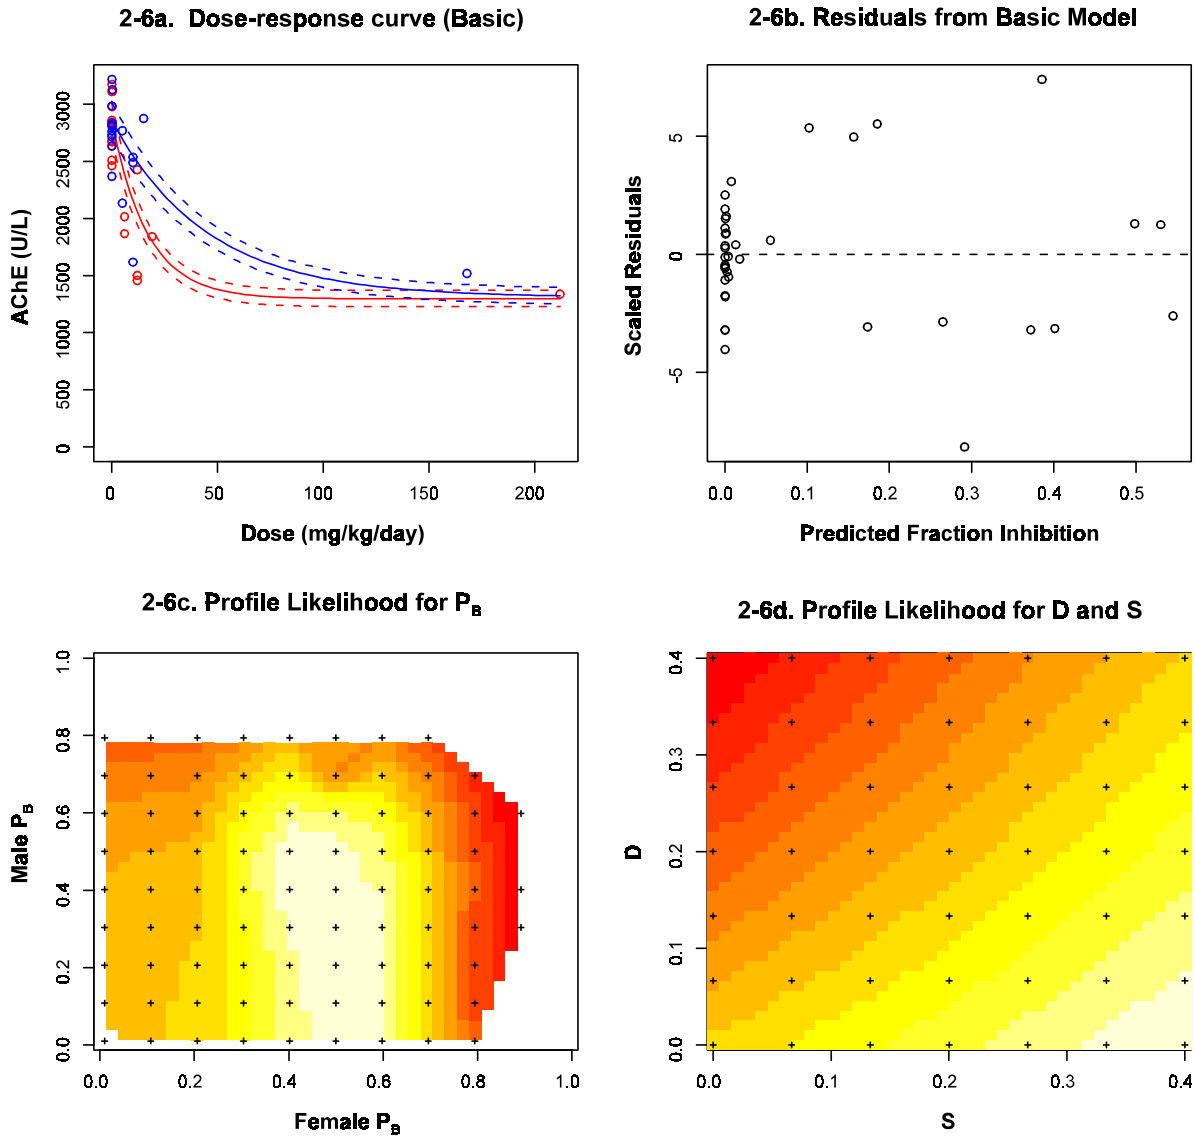 2-6a. Dose-response curve (Basic)
3000
2500
2000
1500
1000
500
0
AChE (U/L)
0 50 100 150 200
Dose (mg/kg/day)
2-6b. Residuals from Basic Model
5
0
-5
Scaled Residuals
0.0 0.1 0.2 0.3 0.4 0.5
Predicted Fraction Inhibition
2-6c. Profile Likelihood for PB
1.0
0.8
0.6
0.4
0.2
0.0
Male PB
0.0 0.2 0.4 0.6 0.8 1.0
Female PB
2-6d. Profile Likelihood for D and S
0.4
0.3
0.2
0.1
0.0
D
0.0 0.1 0.2 0.3 0.4
S